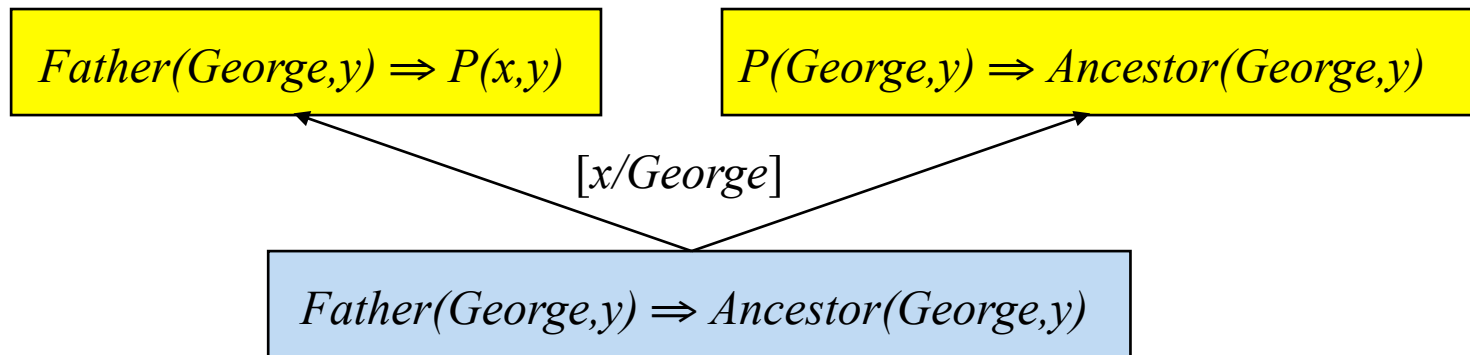 Father(George,y) ⇒ P(x,y)
P(George,y) ⇒ Ancestor(George,y)
[x/George]
Father(George,y) ⇒ Ancestor(George,y)